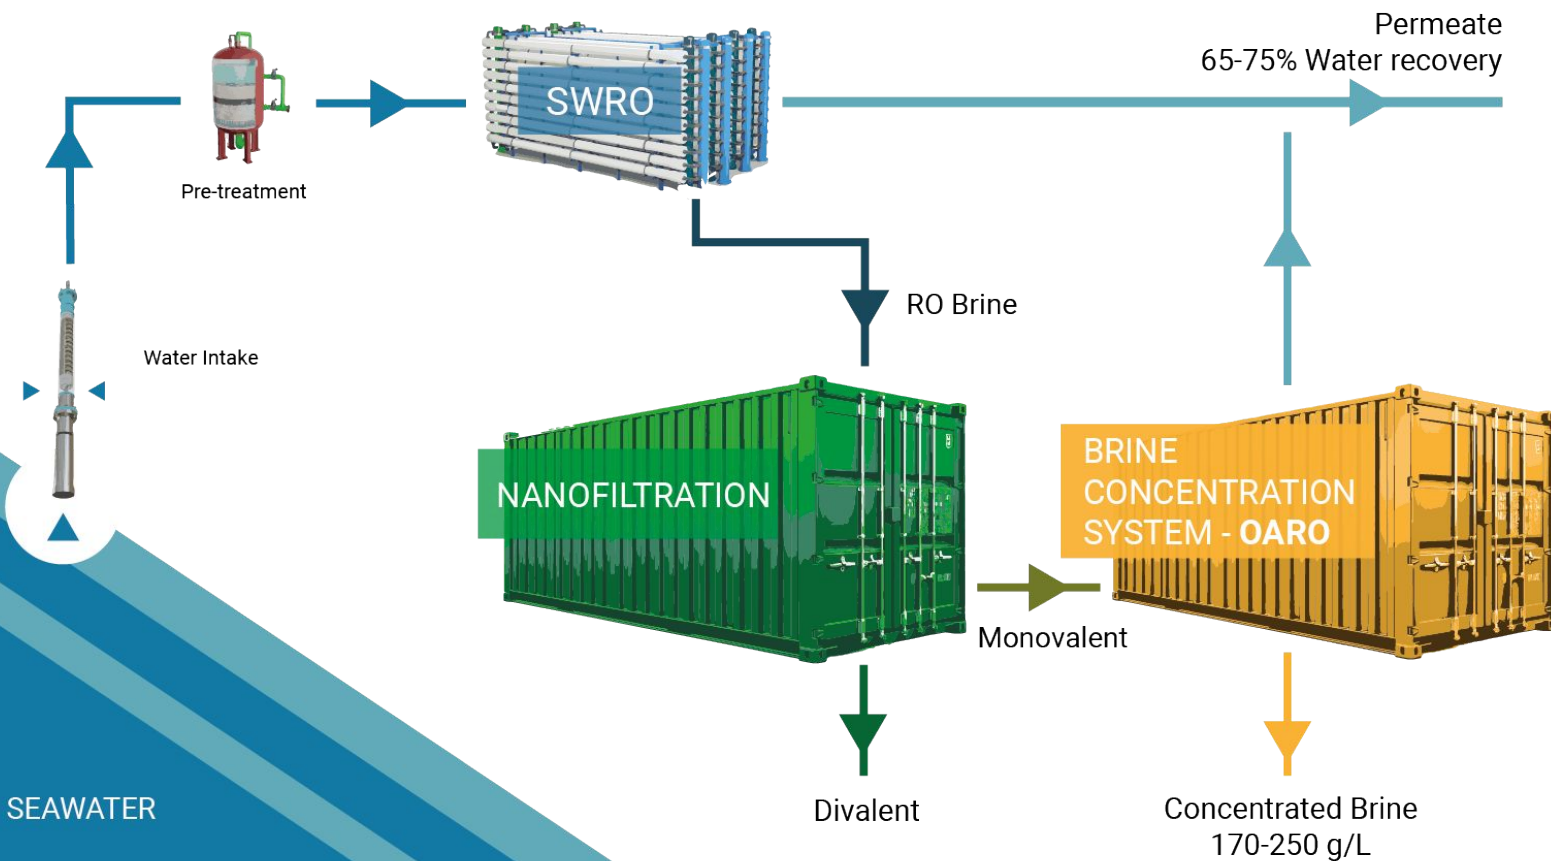 Permeate
65-75% Water recovery
SWRO
Pre-treatment
RO Brine
Water Intake
NANOFILTRATION
BRINE
CONCENTRATION
SYSTEM - OARO
Monovalent
SEAWATER
Divalent
Concentrated Brine
170-250 g/L